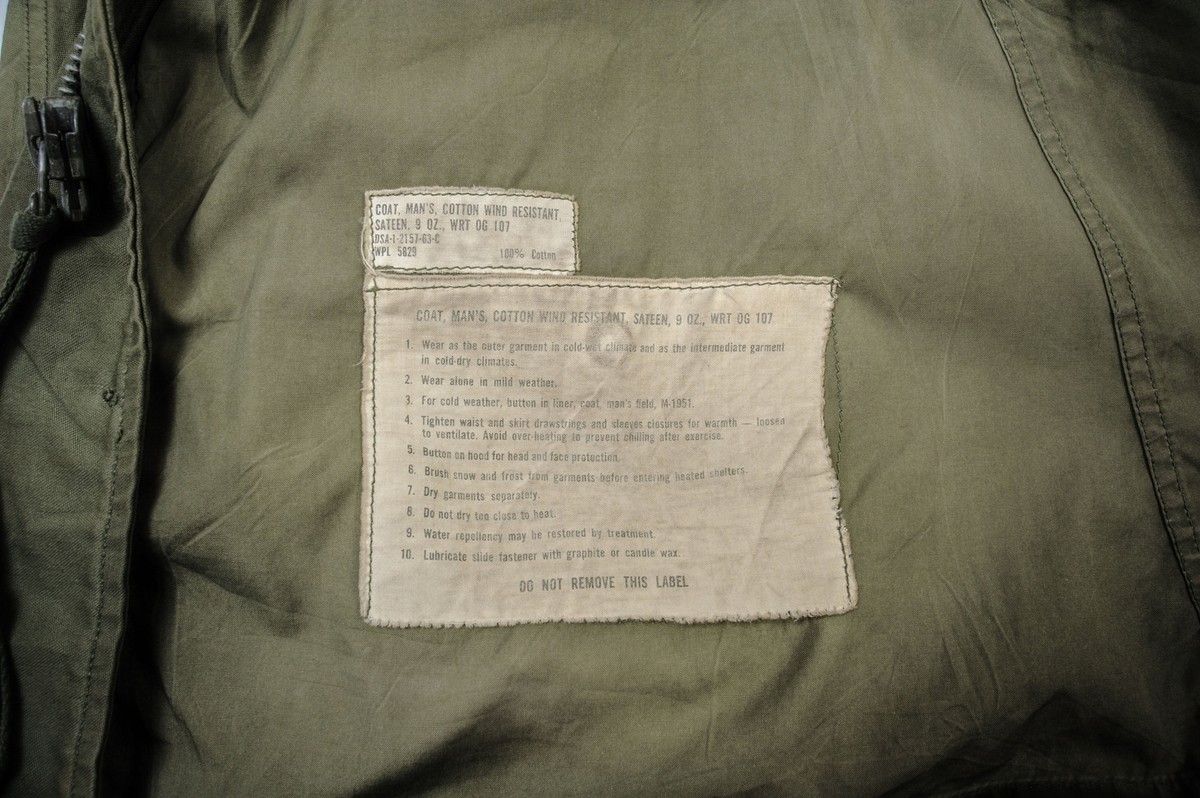 COAT, MAN'S, COTTON WIND RESISTANT,
SATEEN, 9 OZ., WRT OG 107
DSA-1-2157-63-C
WPL 5629 100% Cotton
COAT, MAN'S, COTTON WIND RESISTANT, SATEEN, 9 OZ., WRT OG 107
1. Wear as the outer garment in cold-wet climate and as the intermediate garment
in cold-dry climates.
2. Wear alone in mild weather.
3. For cold weather, button in liner, coat, man's field, M-1951.
4. Tighten waist and skirt drawstrings and sleeves closures for warmth — loosen
to ventilate. Avoid over-heating to prevent chilling after exercise.
5. Button on hood for head and face protection.
6. Brush snow and frost from garments before entering heated shelters.
7. Dry garments separately.
8. Do not dry too close to heat.
9. Water repellency may be restored by treatment.
10. Lubricate slide fastener with graphite or candle wax.
DO NOT REMOVE THIS LABEL